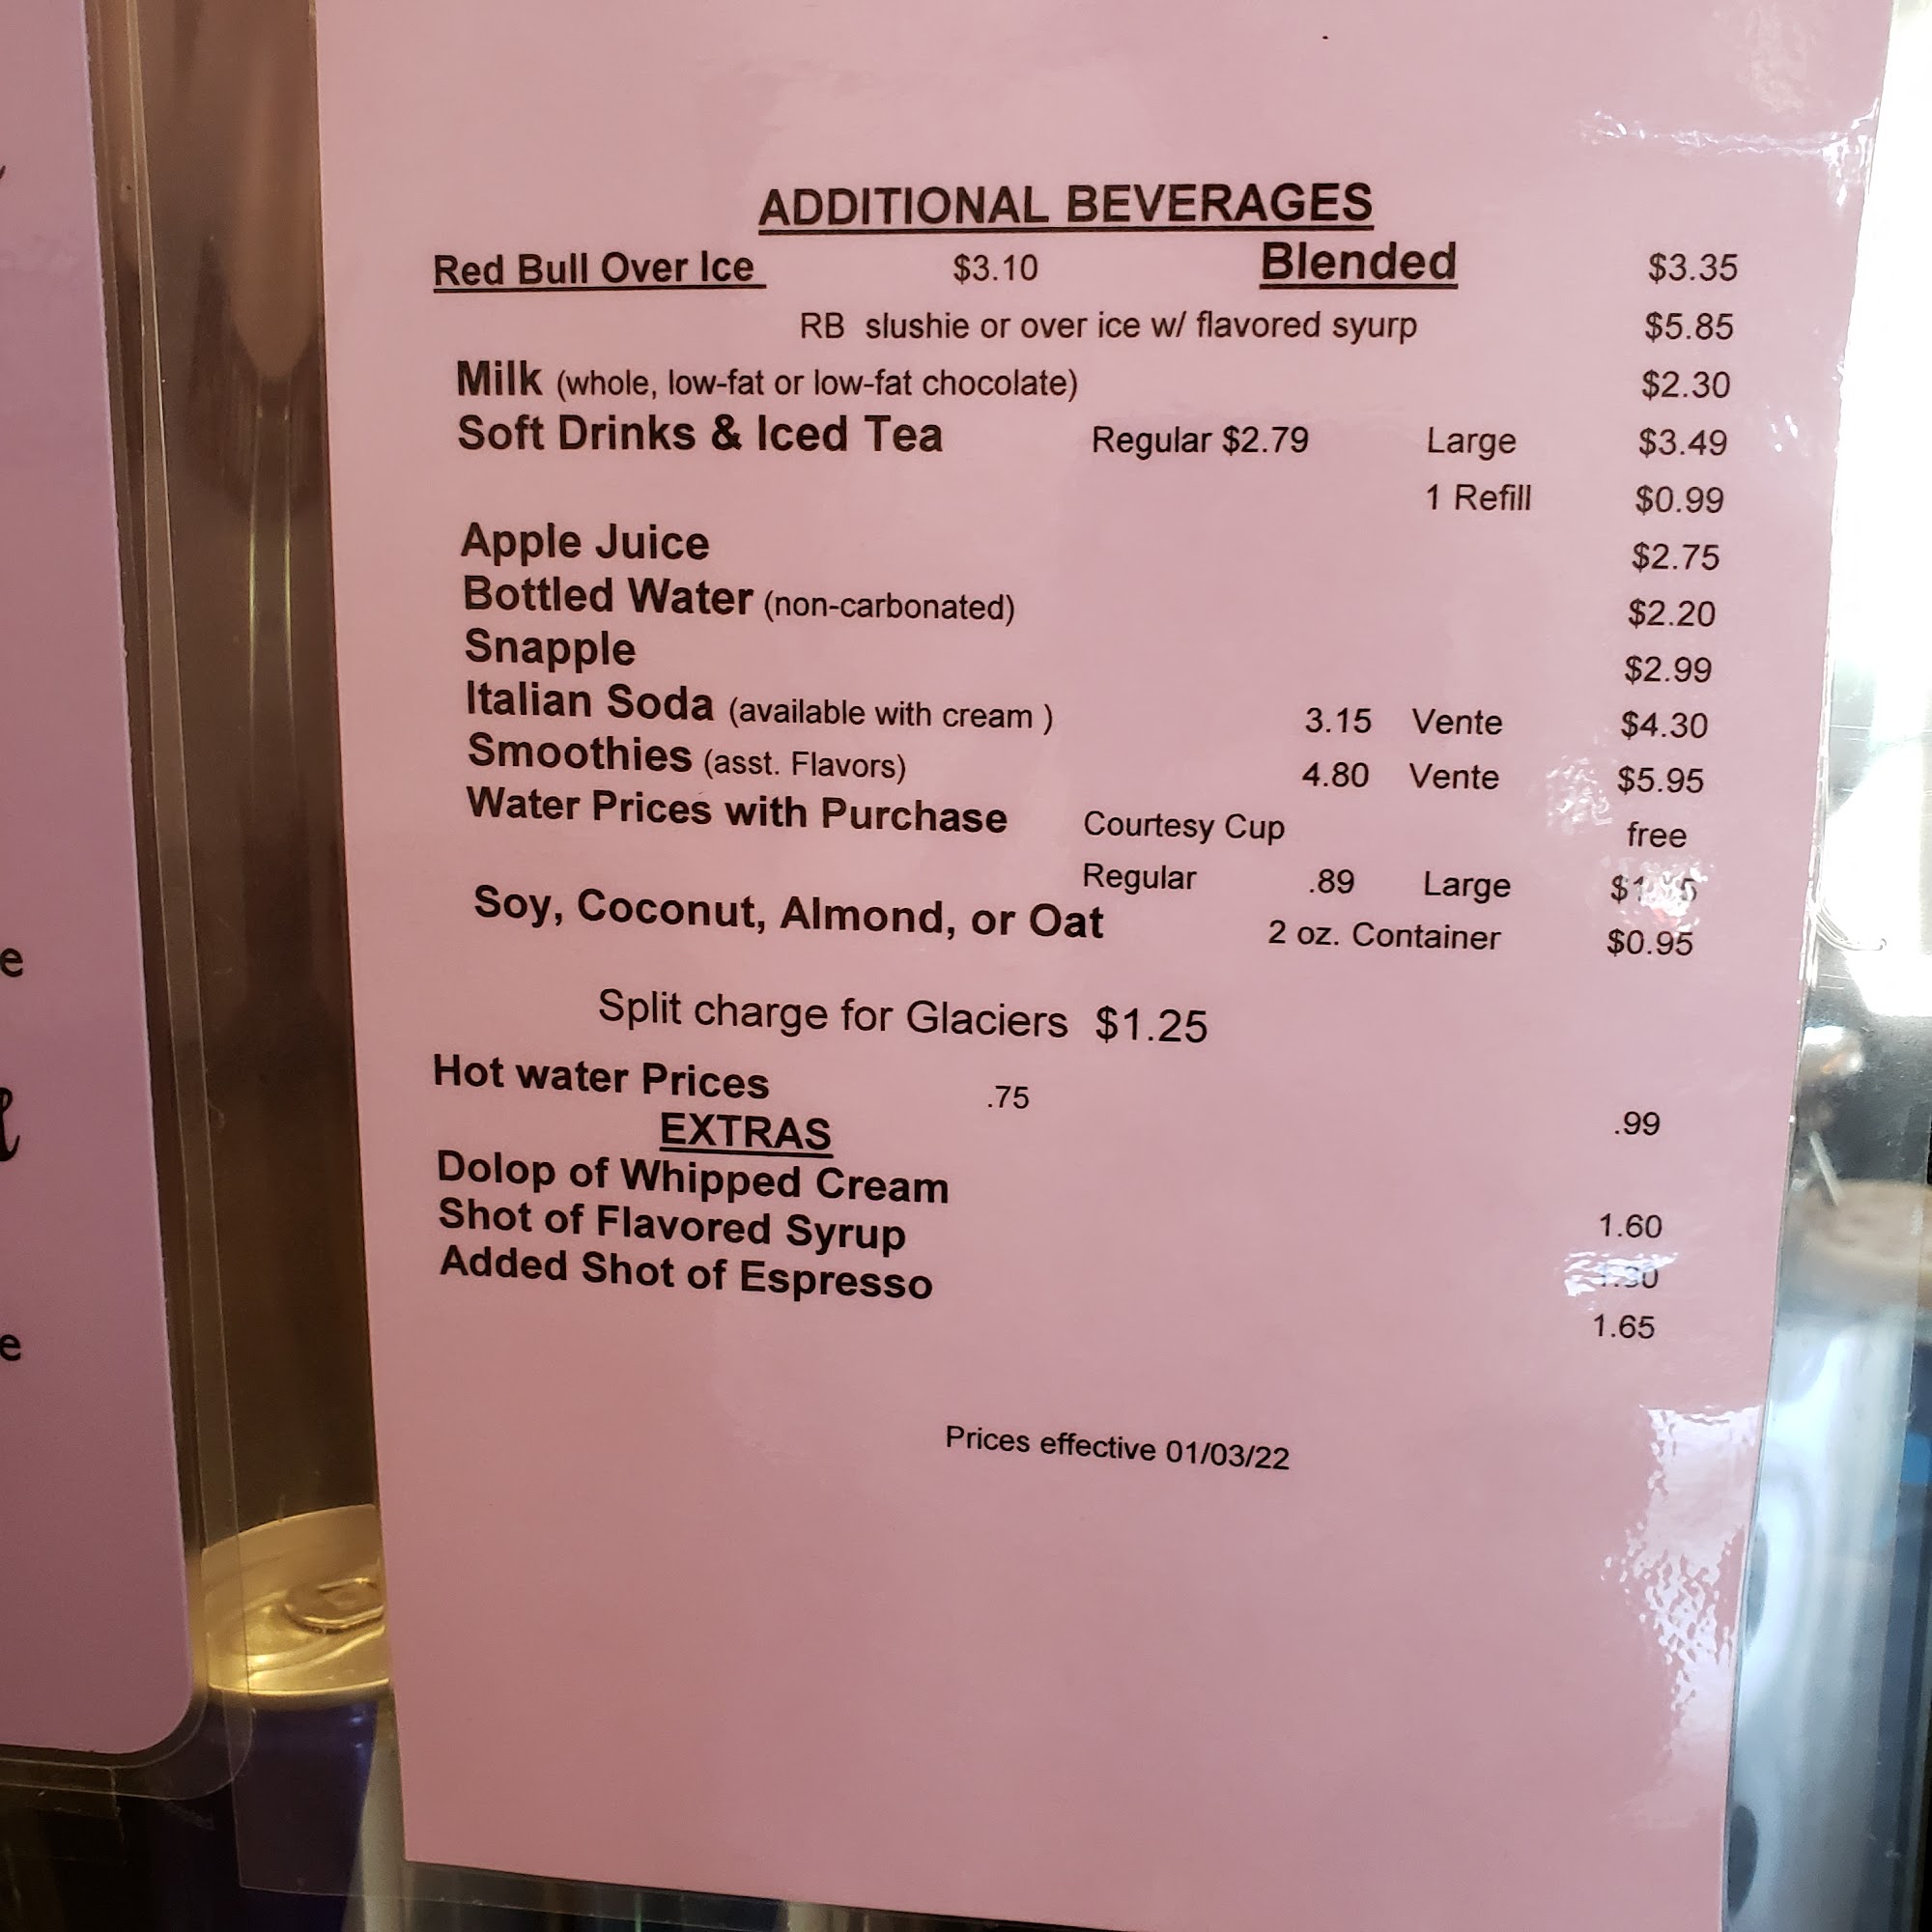 ADDITIONAL BEVERAGES
Red Bull Over Ice $3.10 Blended $3.35
RB slushie or over ice w/ flavored syurp $5.85
Milk (whole, low-fat or low-fat chocolate) $2.30
Soft Drinks & Iced Tea Regular $2.79 Large $3.49
1 Refill $0.99
Apple Juice $2.75
Bottled Water (non-carbonated) $2.20
Snapple $2.99
Italian Soda (available with cream ) 3.15 Vente $4.30
Smoothies (asst. Flavors) 4.80 Vente $5.95
Water Prices with Purchase Courtesy Cup free
Regular .89 Large
Soy, Coconut, Almond, or Oat 2 oz. Container $0.95
Split charge for Glaciers $1.25
Hot water Prices .75 .99
EXTRAS
Dolop of Whipped Cream 1.60
Shot of Flavored Syrup
Added Shot of Espresso 1.65
Prices effective 01/03/22